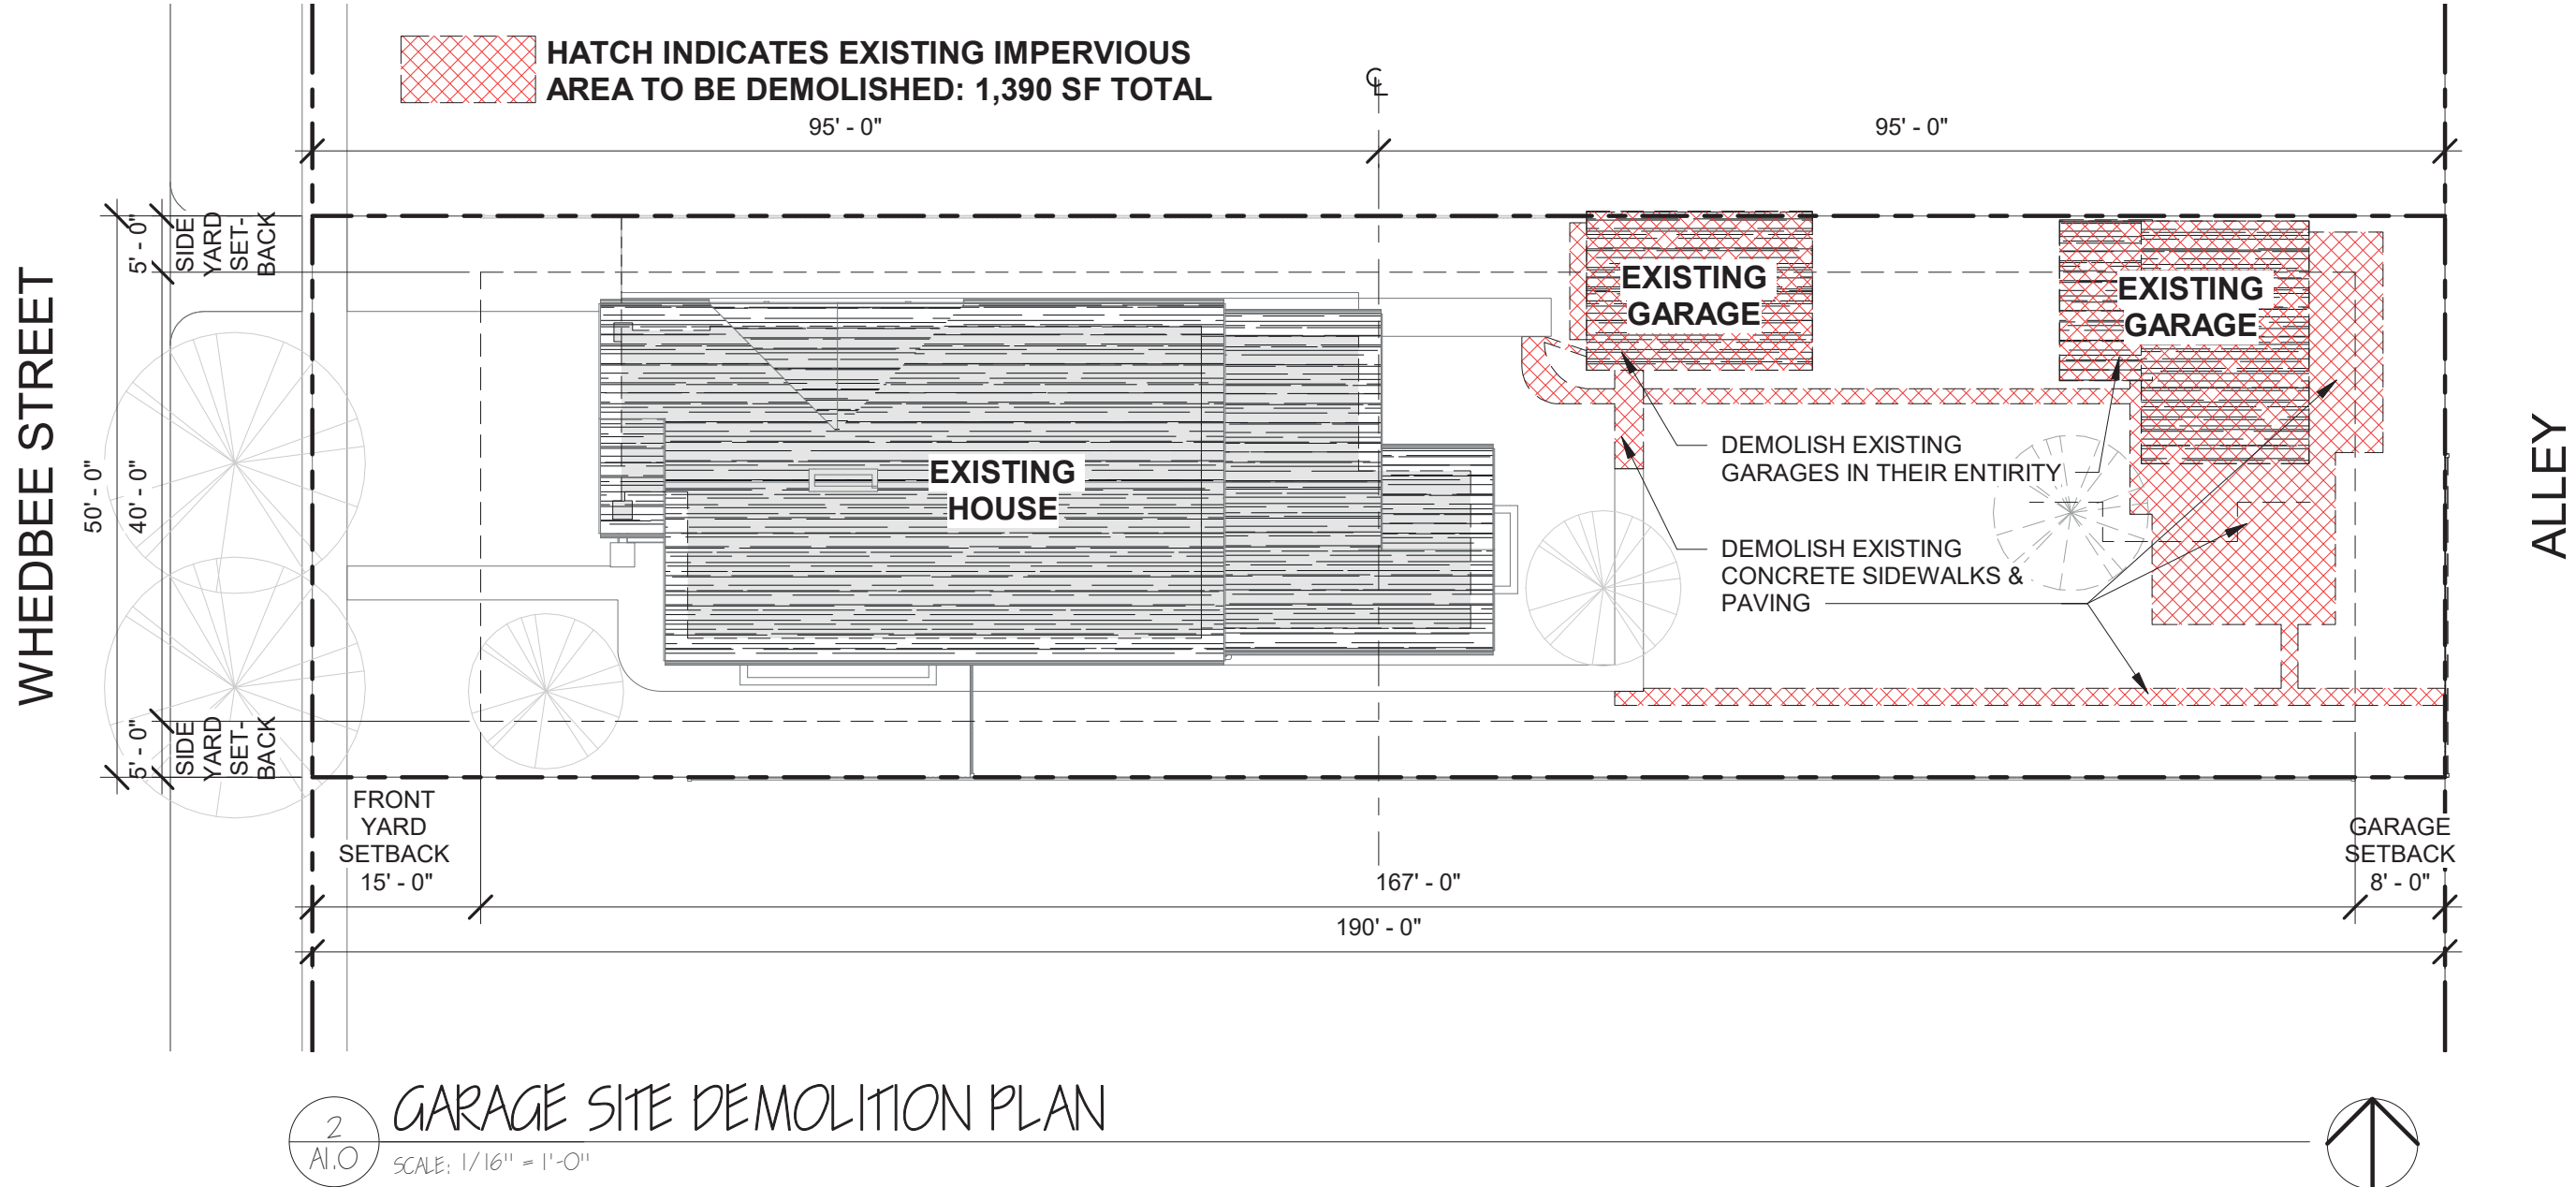 HATCH INDICATES EXISTING IMPERVIOUS
AREA TO BE DEMOLISHED: 1,390 SF TOTAL
CL
95' - 0"
95' - 0"
WHEDBEE STREET
50' - 0"
5' - 0"
40' - 0"
5' - 0"
SIDE
YARD
SET-
BACK
SIDE
YARD
SET-
BACK
EXISTING
HOUSE
EXISTING
GARAGE
EXISTING
GARAGE
DEMOLISH EXISTING
GARAGES IN THEIR ENTIRITY
DEMOLISH EXISTING
CONCRETE SIDEWALKS &
PAVING
ALLEY
FRONT
YARD
SETBACK
15' - 0"
167' - 0"
GARAGE
SETBACK
8' - 0"
190' - 0"
2
A1.0
GARAGE SITE DEMOLITION PLAN
SCALE: 1/16" = 1'-0"